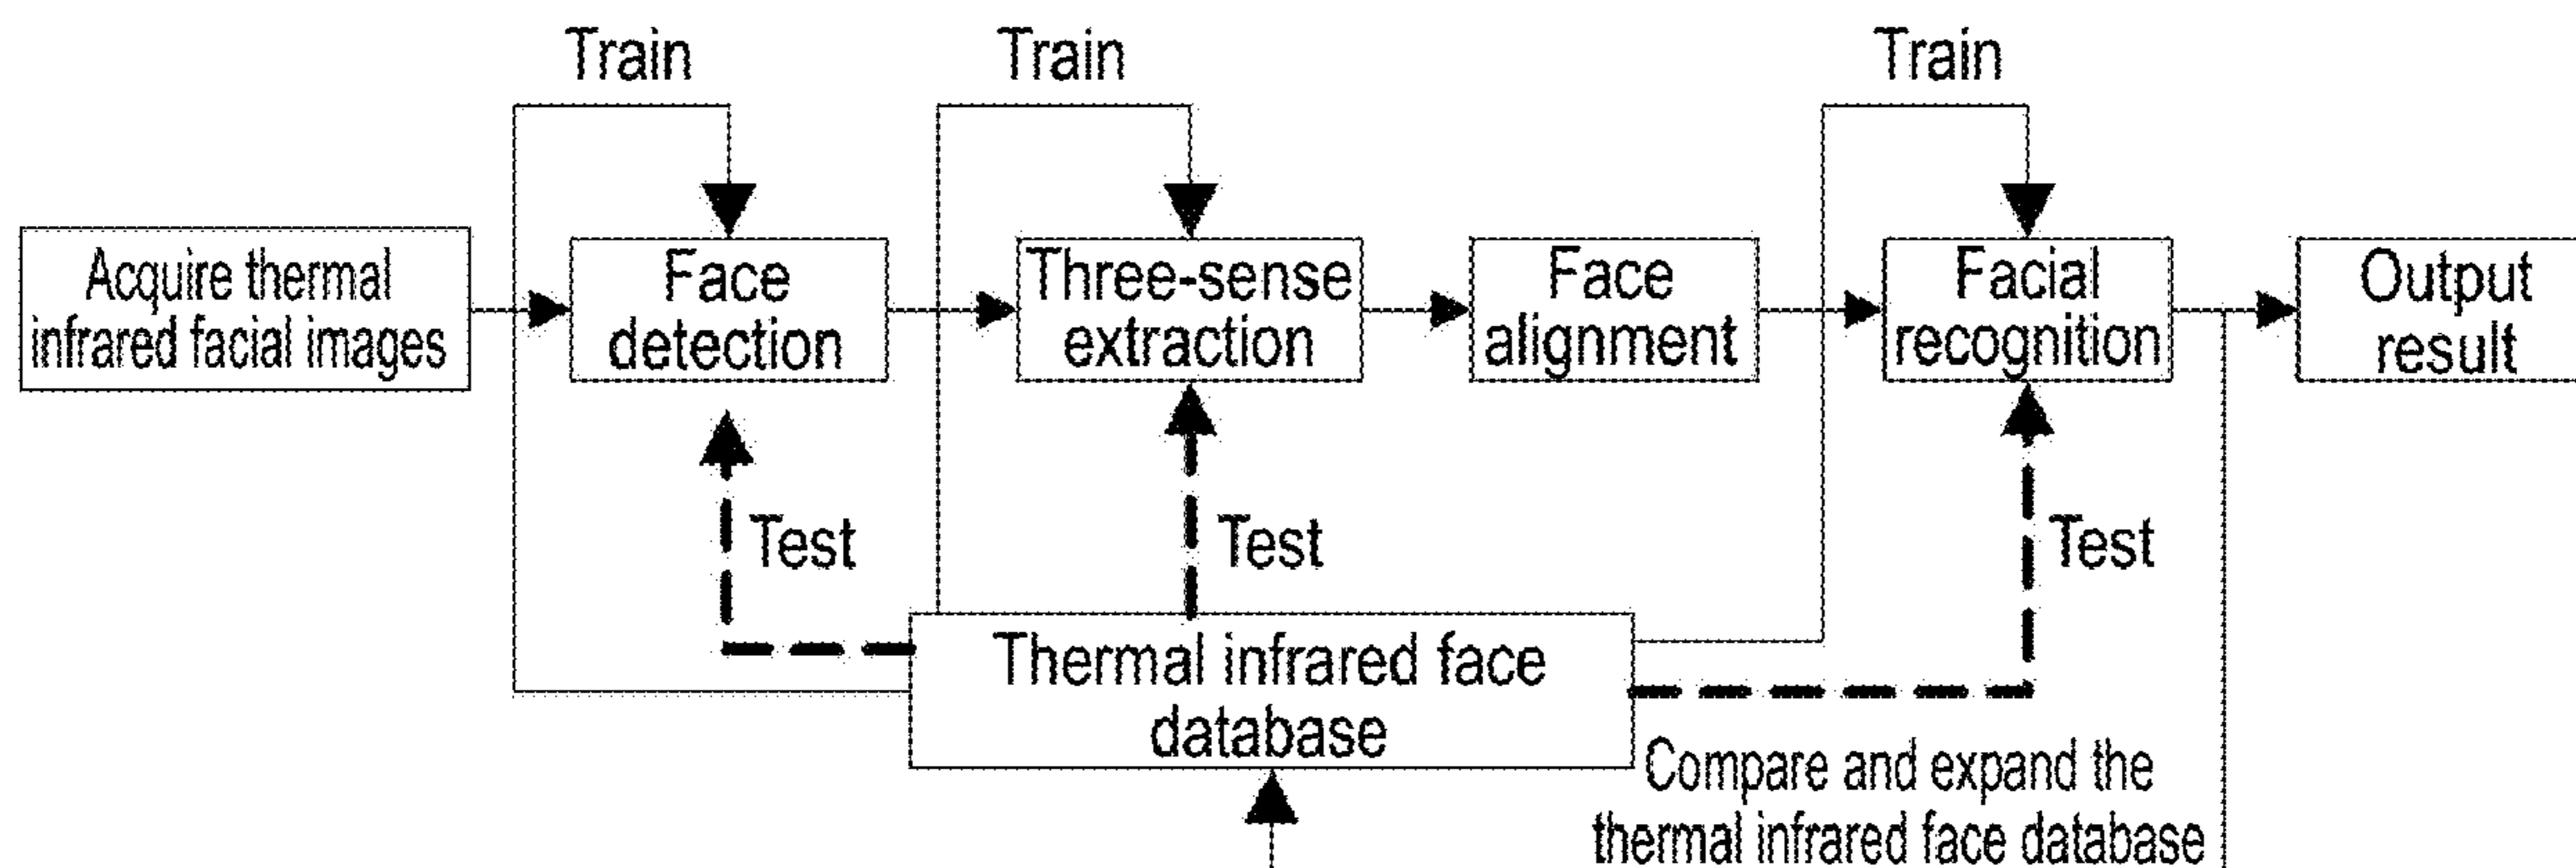 Train
Train
Train
Acquire thermal
infrared facial images
Face
detection
Three-sense
extraction
Face
alignment
Facial
recognition
Output
result
Test
Test
Test
Thermal infrared face
database
Compare and expand the
thermal infrared face database